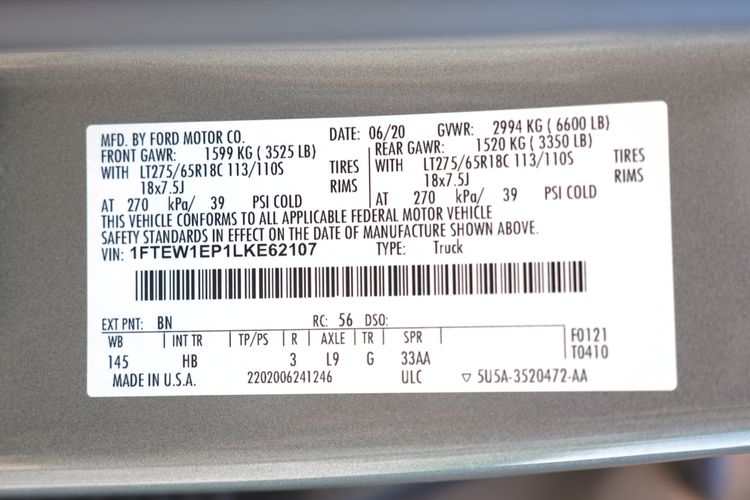 MFD. BY FORD MOTOR CO. DATE: 06/20 GVWR: 2994 KG ( 6600 LB)
FRONT GAWR: 1599 KG ( 3525 LB) REAR GAWR: 1520 KG ( 3350 LB)
WITH LT275/65R18C 113/110S TIRES WITH LT275/65R18C 113/110S TIRES
18x7.5J RIMS 18x7.5J RIMS
AT 270 kPa/ 39 PSI COLD AT 270 kPa/ 39 PSI COLD
THIS VEHICLE CONFORMS TO ALL APPLICABLE FEDERAL MOTOR VEHICLE
SAFETY STANDARDS IN EFFECT ON THE DATE OF MANUFACTURE SHOWN ABOVE.
VIN: 1FTEW1EP1LKE62107 TYPE: Truck
EXT PNT: BN RC: 56 DSO:
WB INT TR TP/PS R AXLE TR SPR F0121
145 HB 3 L9 G 33AA T0410
MADE IN U.S.A. 2202006241246 ULC ▽ 5U5A-3520472-AA